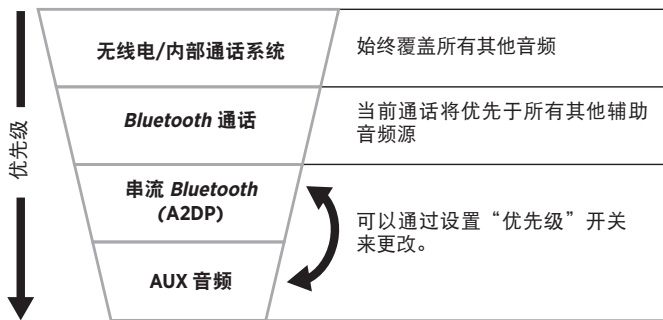 优先级
无线电/内部通话系统
始终覆盖所有其他音频
Bluetooth 通话
当前通话将优先于所有其他辅助
音频源
串流 Bluetooth
(A2DP)
可以通过设置“优先级”开关
来更改。
AUX 音频